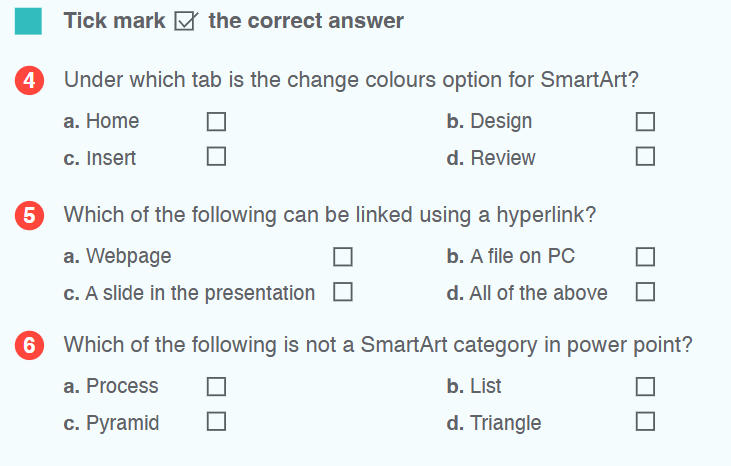 Tick mark the correct answer
4 Under which tab is the change colours option for SmartArt?
a. Home b. Design
c. Insert d. Review
5 Which of the following can be linked using a hyperlink?
a. Webpage b. A file on PC
c. A slide in the presentation d. All of the above
6 Which of the following is not a SmartArt category in power point?
a. Process b. List
c. Pyramid d. Triangle